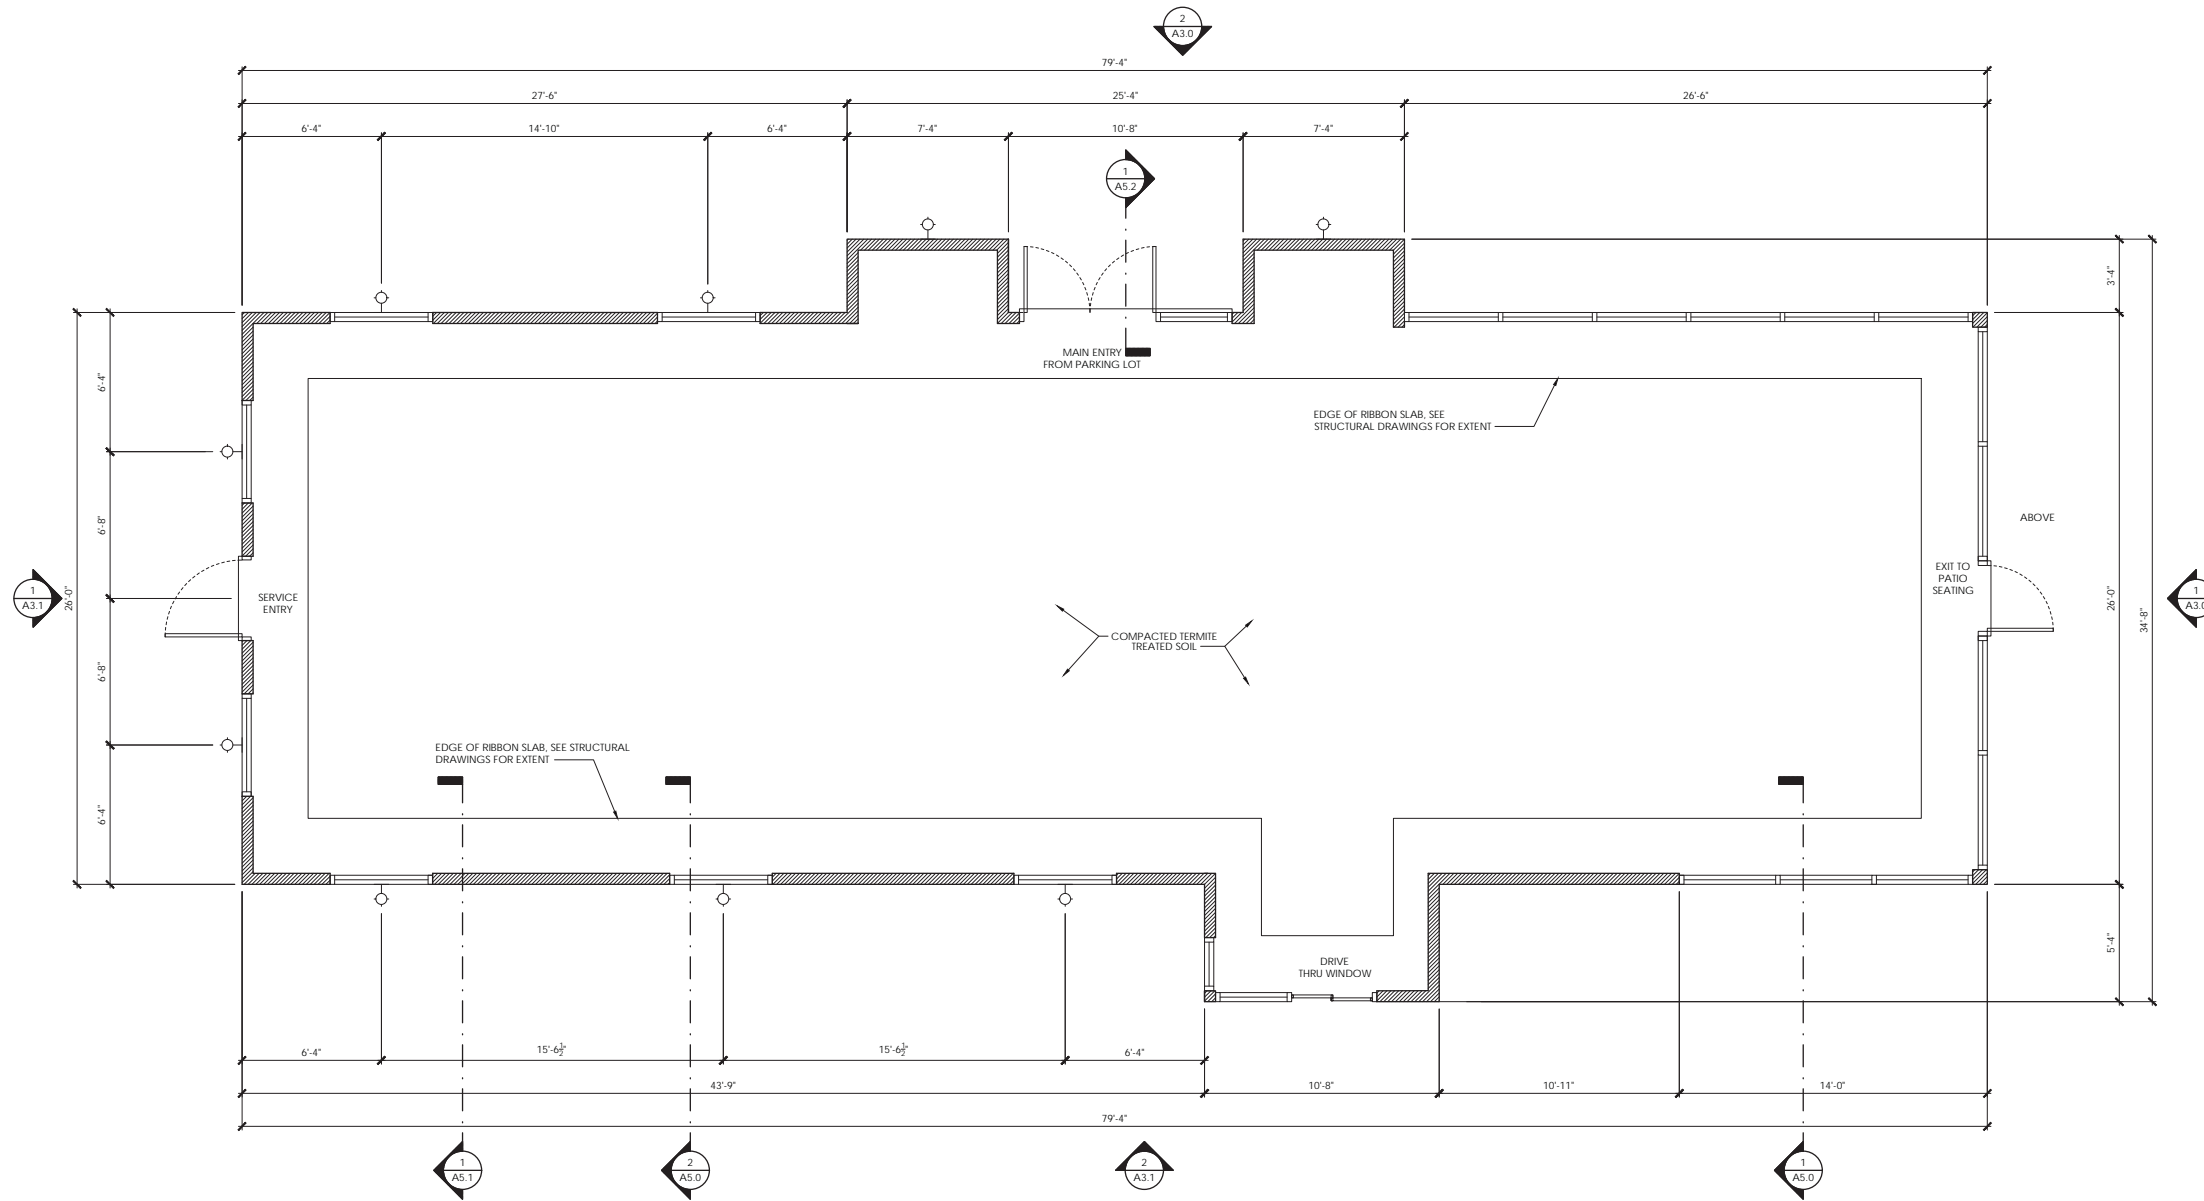 2
A3.0
79'-4"
27'-6"
25'-4"
26'-6"
6'-4"
14'-10"
6'-4"
7'-4"
10'-8"
7'-4"
1
A5.2
3'-4"
MAIN ENTRY
FROM PARKING LOT
6'-4"
EDGE OF RIBBON SLAB, SEE
STRUCTURAL DRAWINGS FOR EXTENT
6'-8"
ABOVE
EXIT TO
PATIO
SEATING
1
A3.1
26'-0"
SERVICE
ENTRY
26'-0"
34'-8"
1
A3.0
COMPACTED TERMITE
TREATED SOIL
6'-8"
EDGE OF RIBBON SLAB, SEE STRUCTURAL
DRAWINGS FOR EXTENT
6'-4"
5'-4"
DRIVE
THRU WINDOW
6'-4"
15'-6½"
15'-6½"
6'-4"
43'-9"
10'-8"
10'-11"
14'-0"
79'-4"
1
A5.1
2
A5.0
2
A3.1
1
A5.0